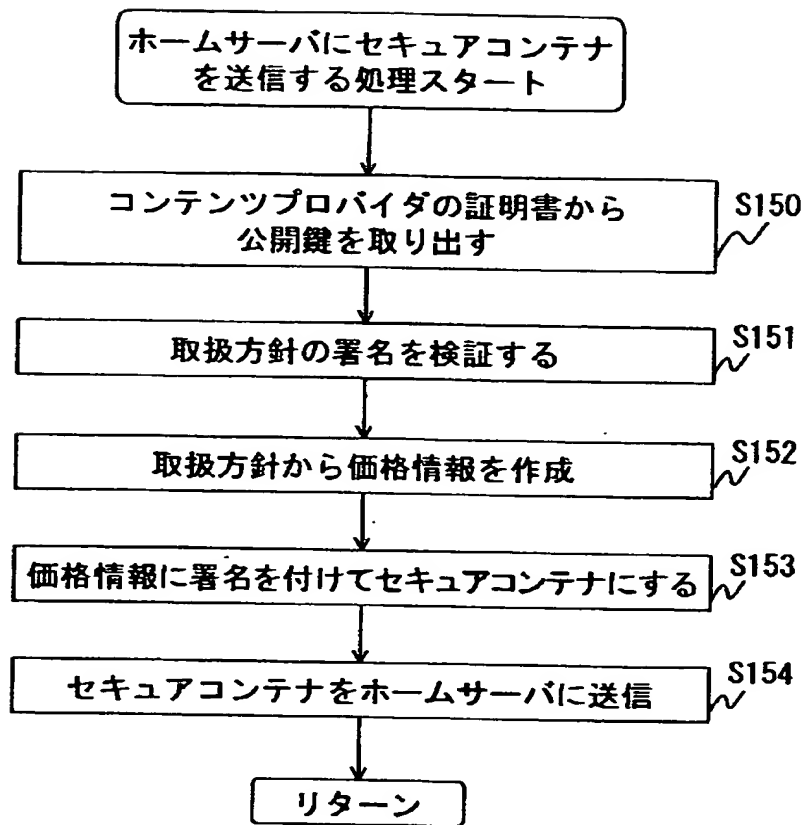 ホームサーバにセキュアコンテナ
を送信する処理スタート
コンテンツプロバイダの証明書から
公開鍵を取り出す
S150
取扱方針の署名を検証する
S151
取扱方針から価格情報を作成
S152
価格情報に署名を付けてセキュアコンテナにする
S153
セキュアコンテナをホームサーバに送信
S154
リターン